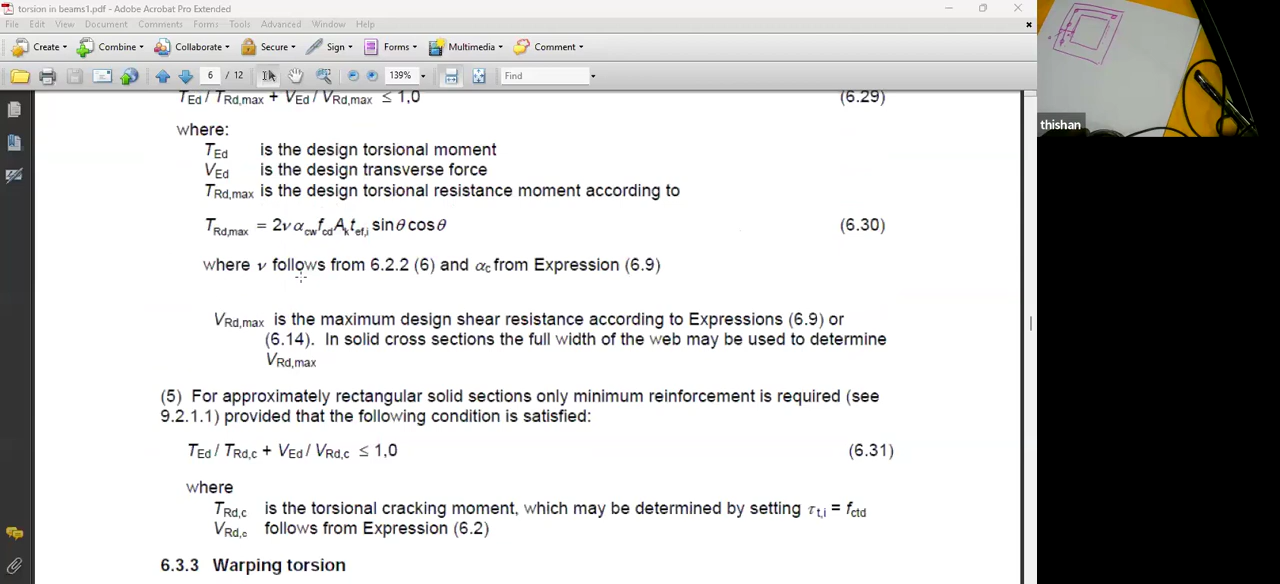 torsion in beams1.pdf - Adobe Acrobat Pro Extended
File Edit View Document Comments Forms Tools Advanced Window Help
Create Combine Collaborate Secure Sign Forms Multimedia Comment
6 / 12 139% Find
TEd / TRd,max + VEd / VRd,max ≤ 1,0 (6.29)
where:
TEd is the design torsional moment
VEd is the design transverse force
TRd,max is the design torsional resistance moment according to
TRd,max = 2ν αcw fcd Ak tef,i sin θ cos θ (6.30)
where ν follows from 6.2.2 (6) and αc from Expression (6.9)
VRd,max is the maximum design shear resistance according to Expressions (6.9) or
(6.14). In solid cross sections the full width of the web may be used to determine
VRd,max
(5) For approximately rectangular solid sections only minimum reinforcement is required (see
9.2.1.1) provided that the following condition is satisfied:
TEd / TRd,c + VEd / VRd,c ≤ 1,0 (6.31)
where
TRd,c is the torsional cracking moment, which may be determined by setting τt,i = fctd
VRd,c follows from Expression (6.2)
6.3.3 Warping torsion
thishan